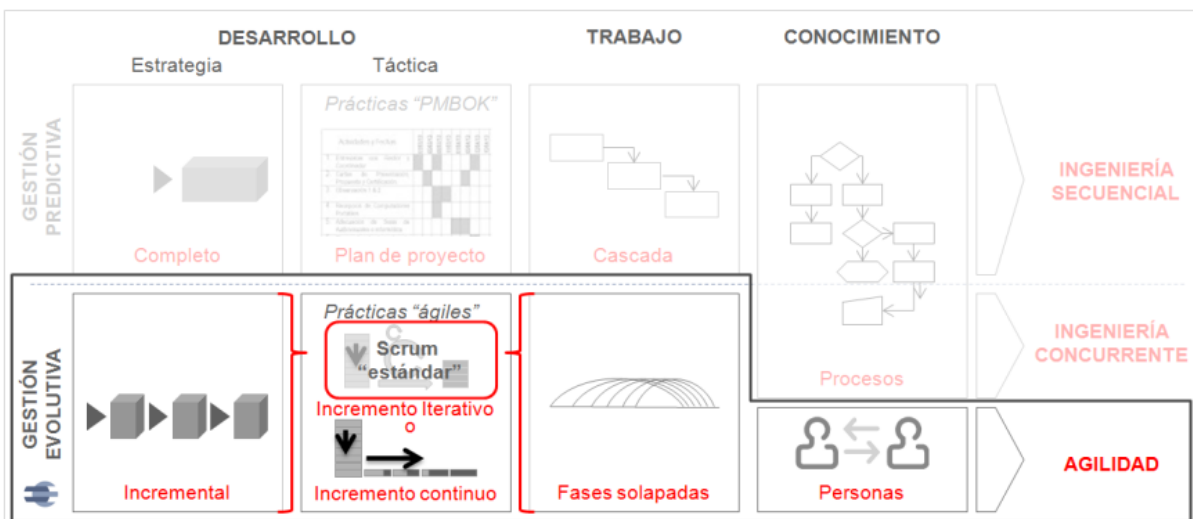 DESARROLLO
TRABAJO
CONOCIMIENTO
Estrategia
Táctica
GESTIÓN
PREDICTIVA
Prácticas “PMBOK”
Completo
Plan de proyecto
Cascada
INGENIERÍA
SECUENCIAL
GESTIÓN
EVOLUTIVA
Prácticas “ágiles”
Scrum
“estándar”
Incremento Iterativo
o
Incremental
Incremento continuo
Fases solapadas
Procesos
Personas
INGENIERÍA
CONCURRENTE
AGILIDAD